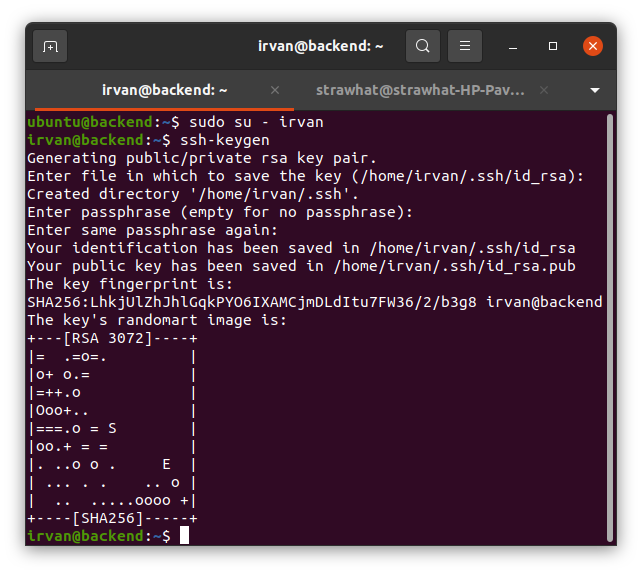 irvan@backend: ~
irvan@backend: ~
strawhat@strawhat-HP-Pav...
ubuntu@backend:~$ sudo su - irvan
irvan@backend:~$ ssh-keygen
Generating public/private rsa key pair.
Enter file in which to save the key (/home/irvan/.ssh/id_rsa):
Created directory '/home/irvan/.ssh'.
Enter passphrase (empty for no passphrase):
Enter same passphrase again:
Your identification has been saved in /home/irvan/.ssh/id_rsa
Your public key has been saved in /home/irvan/.ssh/id_rsa.pub
The key fingerprint is:
SHA256:LhkjUlZhJhlGqkPYO6IXAMCjmDLdItu7FW36/2/b3g8 irvan@backend
The key's randomart image is:
+---[RSA 3072]----+
|=  .=o=.         |
|o+ o.=           |
|=++.o            |
|Ooo+..           |
|===.o = S        |
|oo.+ = =         |
|. ..o o .     E  |
| ... . .    .. o |
|  ..  .....oooo +|
+----[SHA256]-----+
irvan@backend:~$